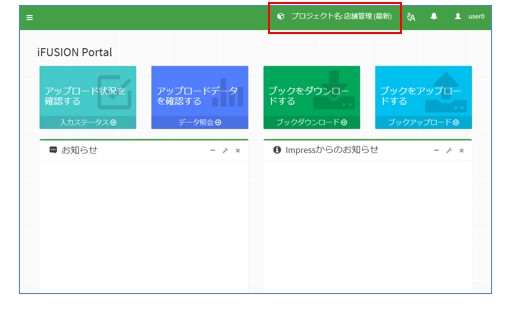 プロジェクト名:店舗管理 (最新)
user0
iFUSION Portal
アップロード状況を
確認する
入力ステータス
アップロードデータ
を確認する
データ照会
ブックをダウンロー
ドする
ブックダウンロード
ブックをアップロー
ドする
ブックアップロード
お知らせ
Impressからのお知らせ